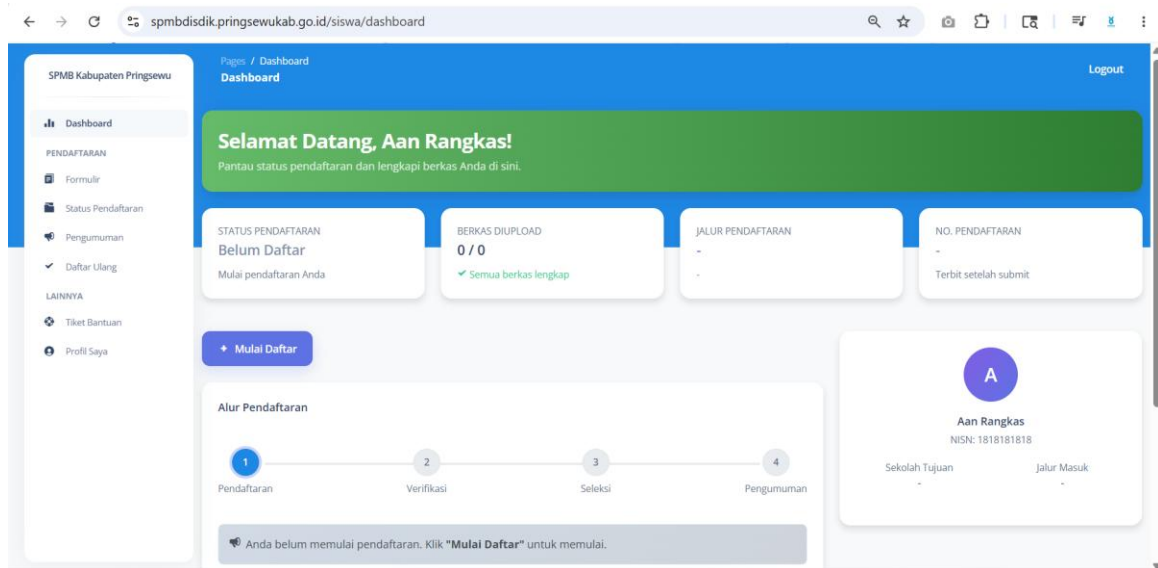 spmbdisdik.pringsewukab.go.id/siswa/dashboard
SPMB Kabupaten Pringsewu
Dashboard
PENDAFTARAN
Formulir
Status Pendaftaran
Pengumuman
Daftar Ulang
LAINNYA
Tiket Bantuan
Profil Saya
Pages / Dashboard
Dashboard
Logout
Selamat Datang, Aan Rangkas!
Pantau status pendaftaran dan lengkapi berkas Anda di sini.
STATUS PENDAFTARAN
Belum Daftar
Mulai pendaftaran Anda
BERKAS DIUPLOAD
0 / 0
Semua berkas lengkap
JALUR PENDAFTARAN
-
-
NO. PENDAFTARAN
-
Terbit setelah submit
+ Mulai Daftar
Alur Pendaftaran
1
Pendaftaran
2
Verifikasi
3
Seleksi
4
Pengumuman
Anda belum memulai pendaftaran. Klik "Mulai Daftar" untuk memulai.
A
Aan Rangkas
NISN: 1818181818
Sekolah Tujuan
-
Jalur Masuk
-